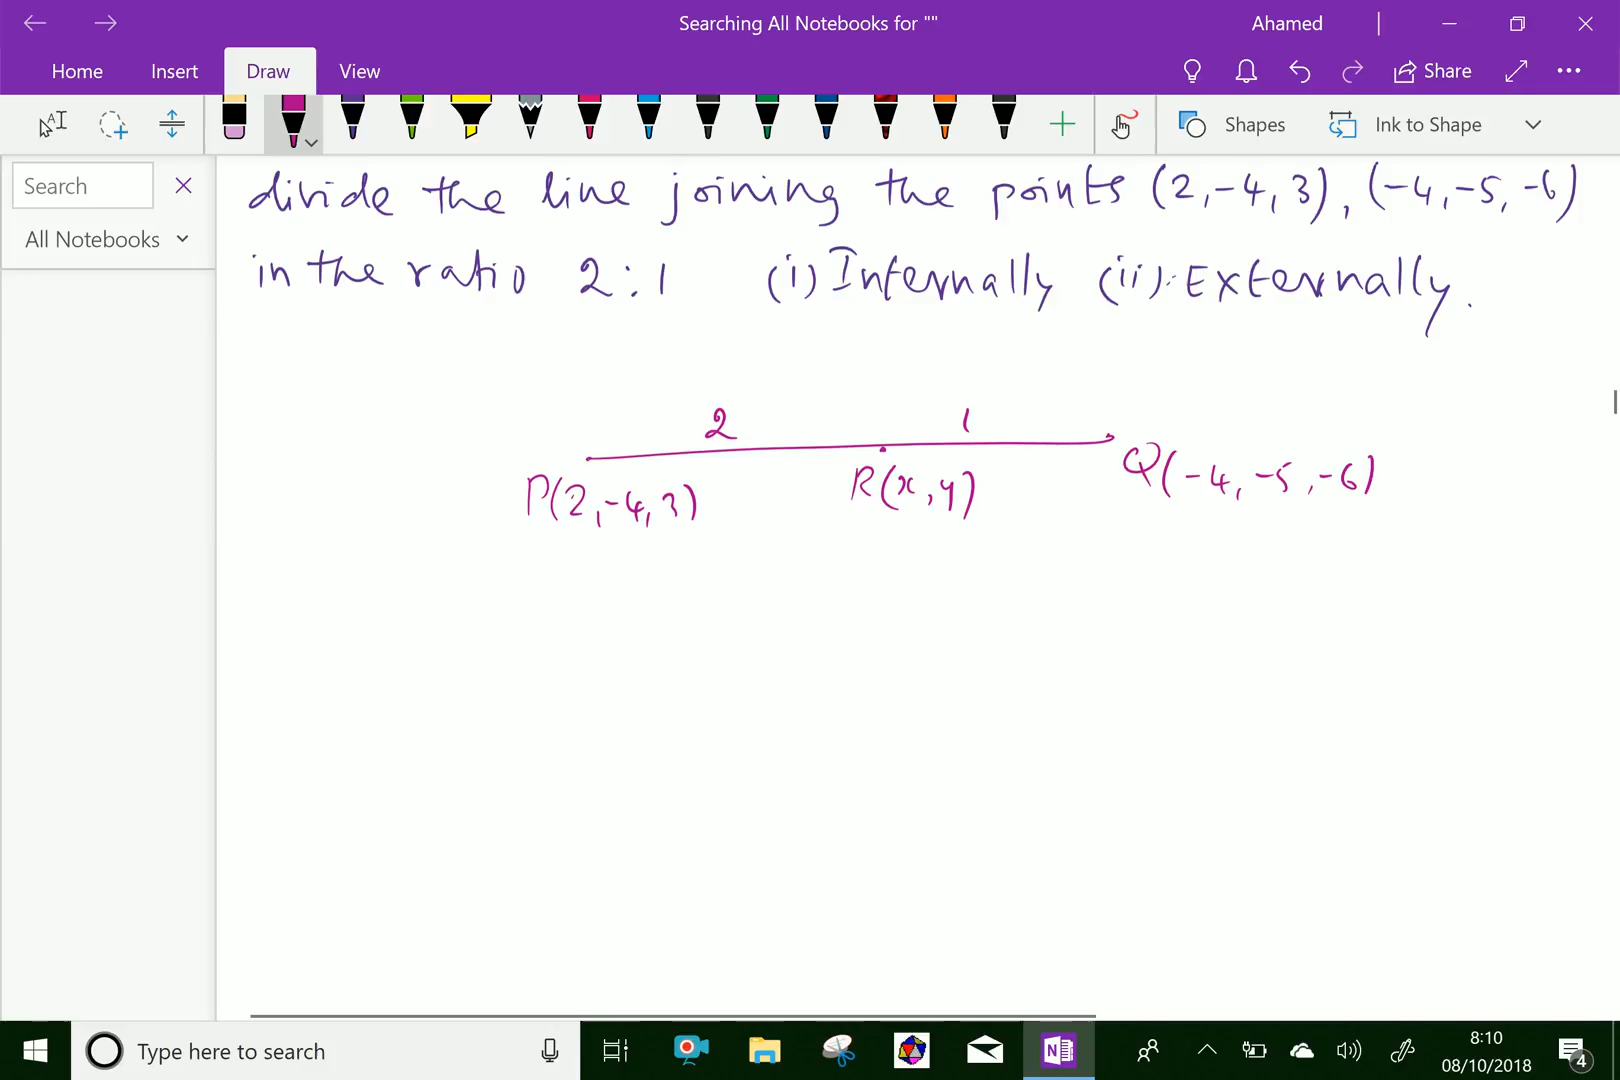 Searching All Notebooks for ""
Ahamed
Home Insert Draw View
Share
Shapes Ink to Shape
Search
All Notebooks
divide the line joining the points (2,-4,3), (-4,-5,-6)
in the ratio 2:1 (i) Internally (ii). Externally.
2 1
P(2,-4,3) R(x,y) Q(-4,-5,-6)
Type here to search
8:10
08/10/2018
4